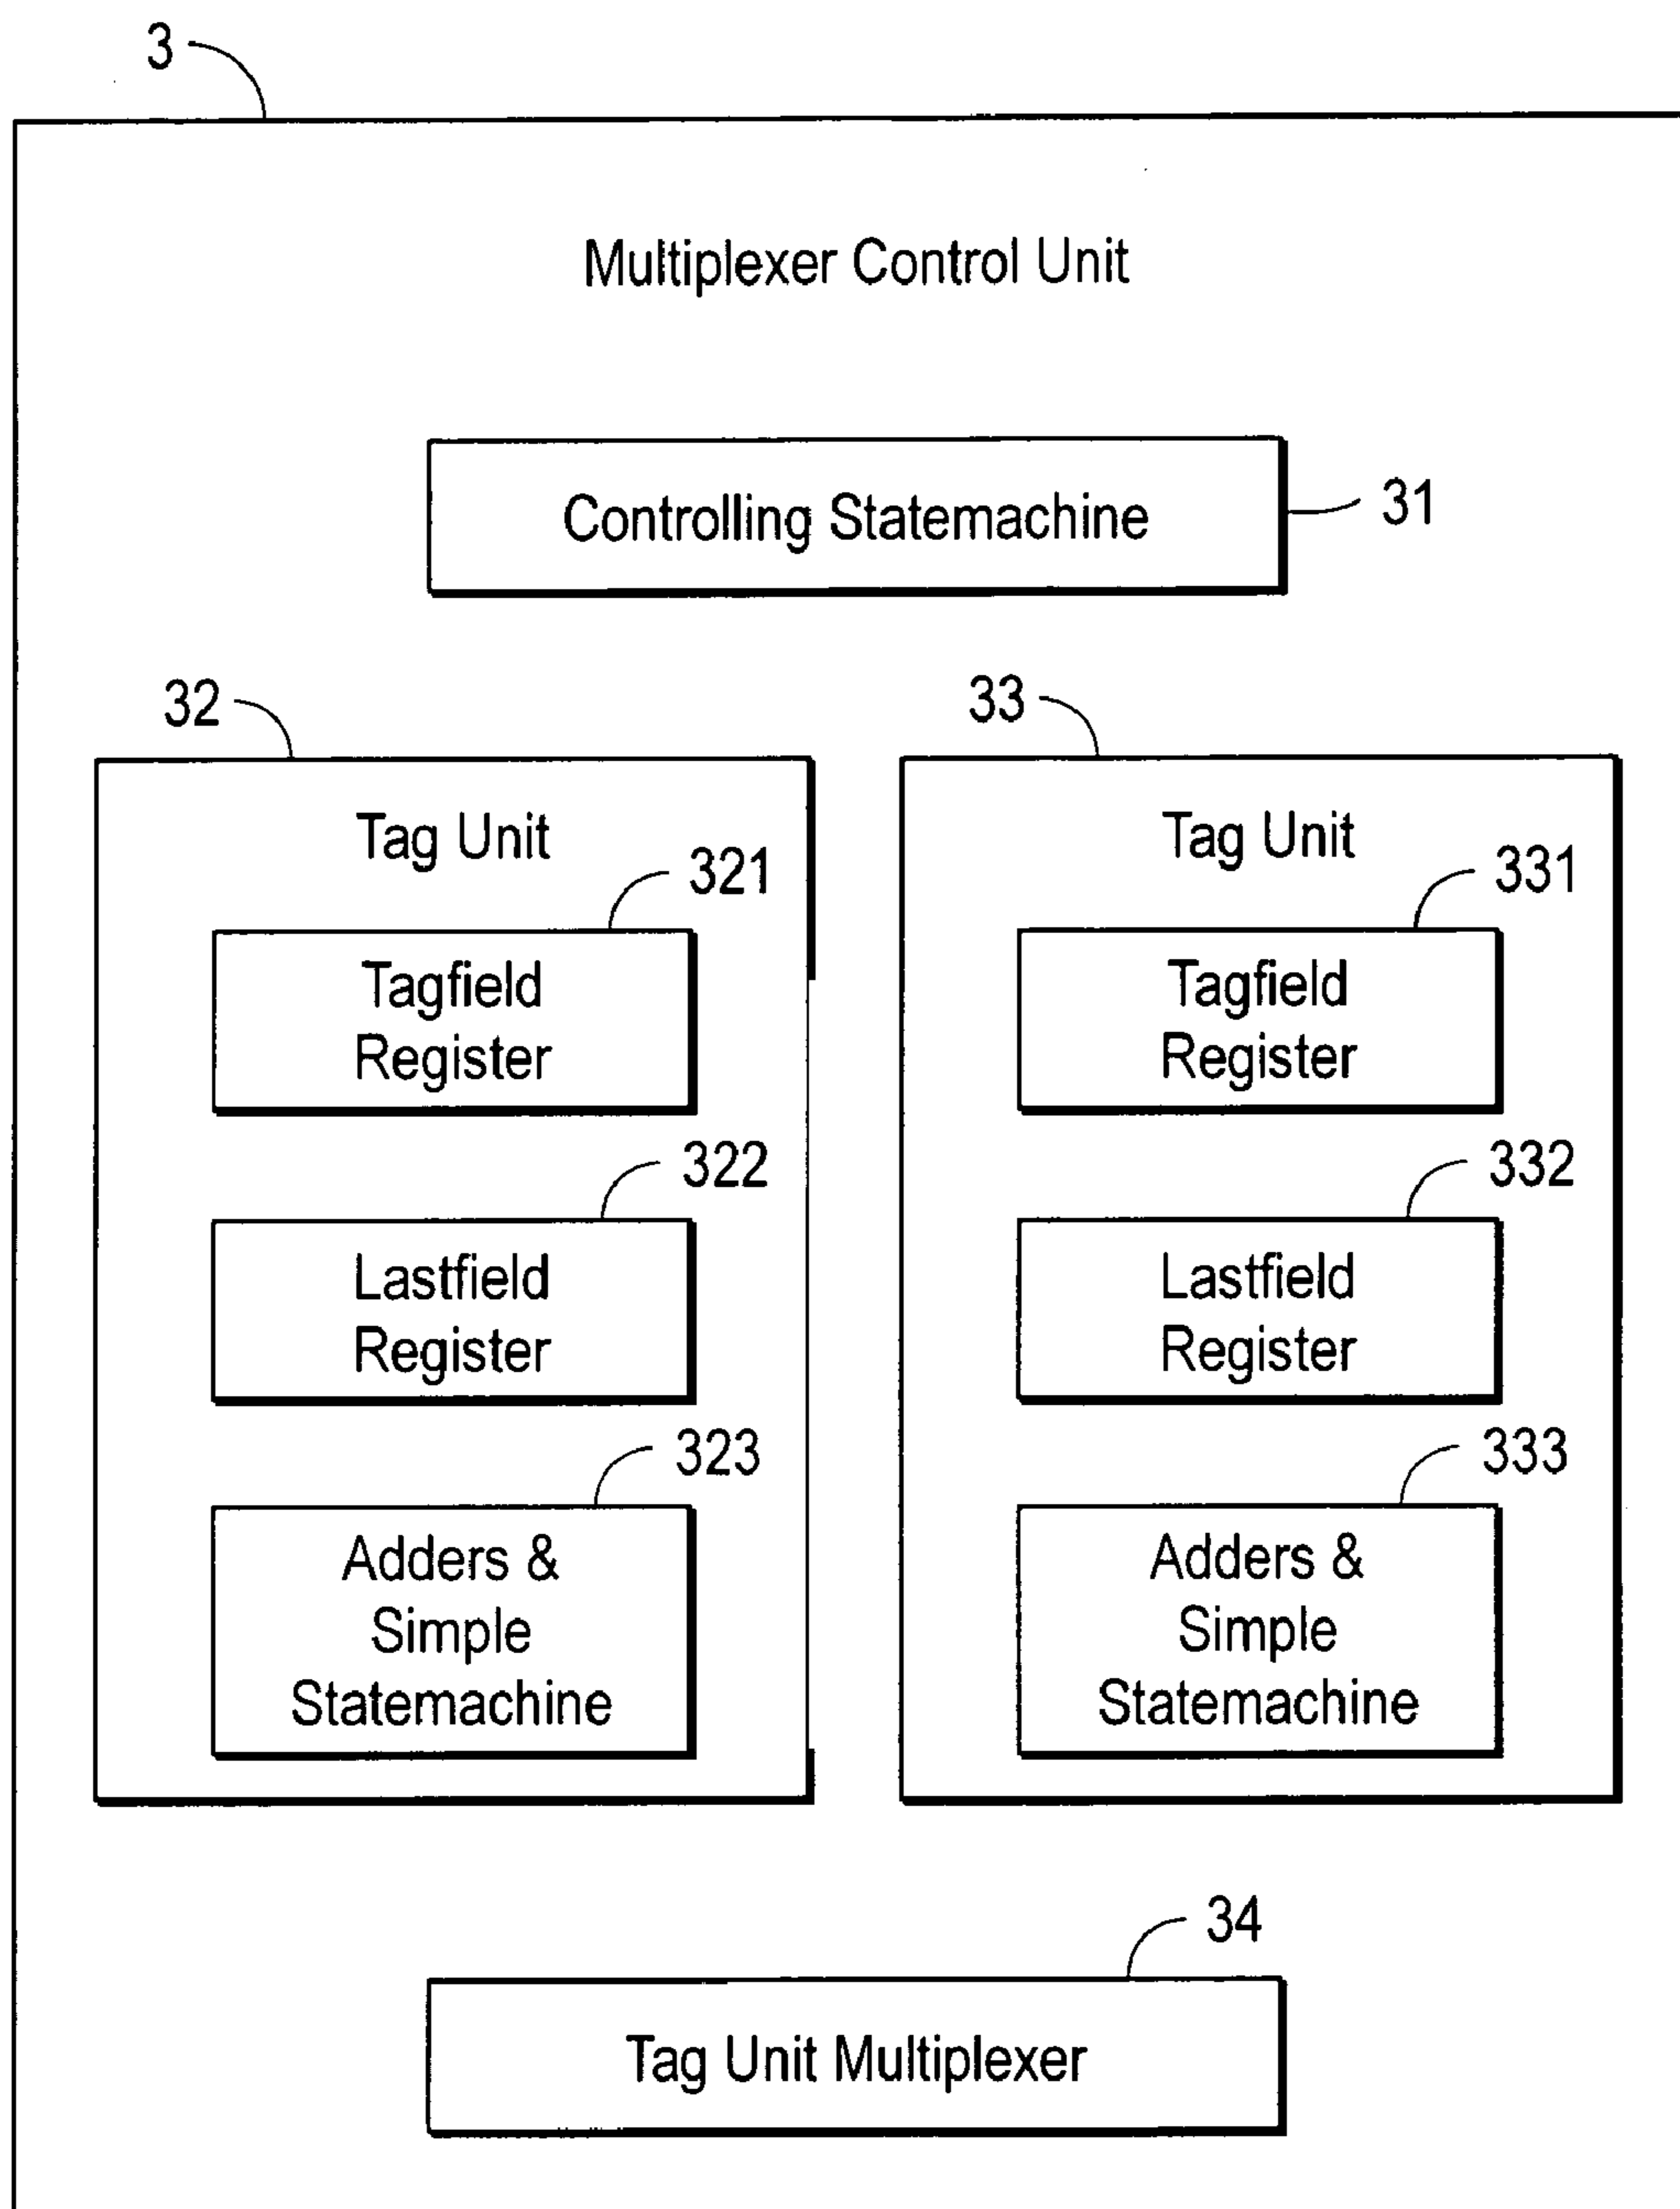 3
Multiplexer Control Unit
Controlling Statemachine
31
32
33
Tag Unit
321
Tagfield
Register
322
Lastfield
Register
323
Adders &
Simple
Statemachine
Tag Unit
331
Tagfield
Register
332
Lastfield
Register
333
Adders &
Simple
Statemachine
34
Tag Unit Multiplexer